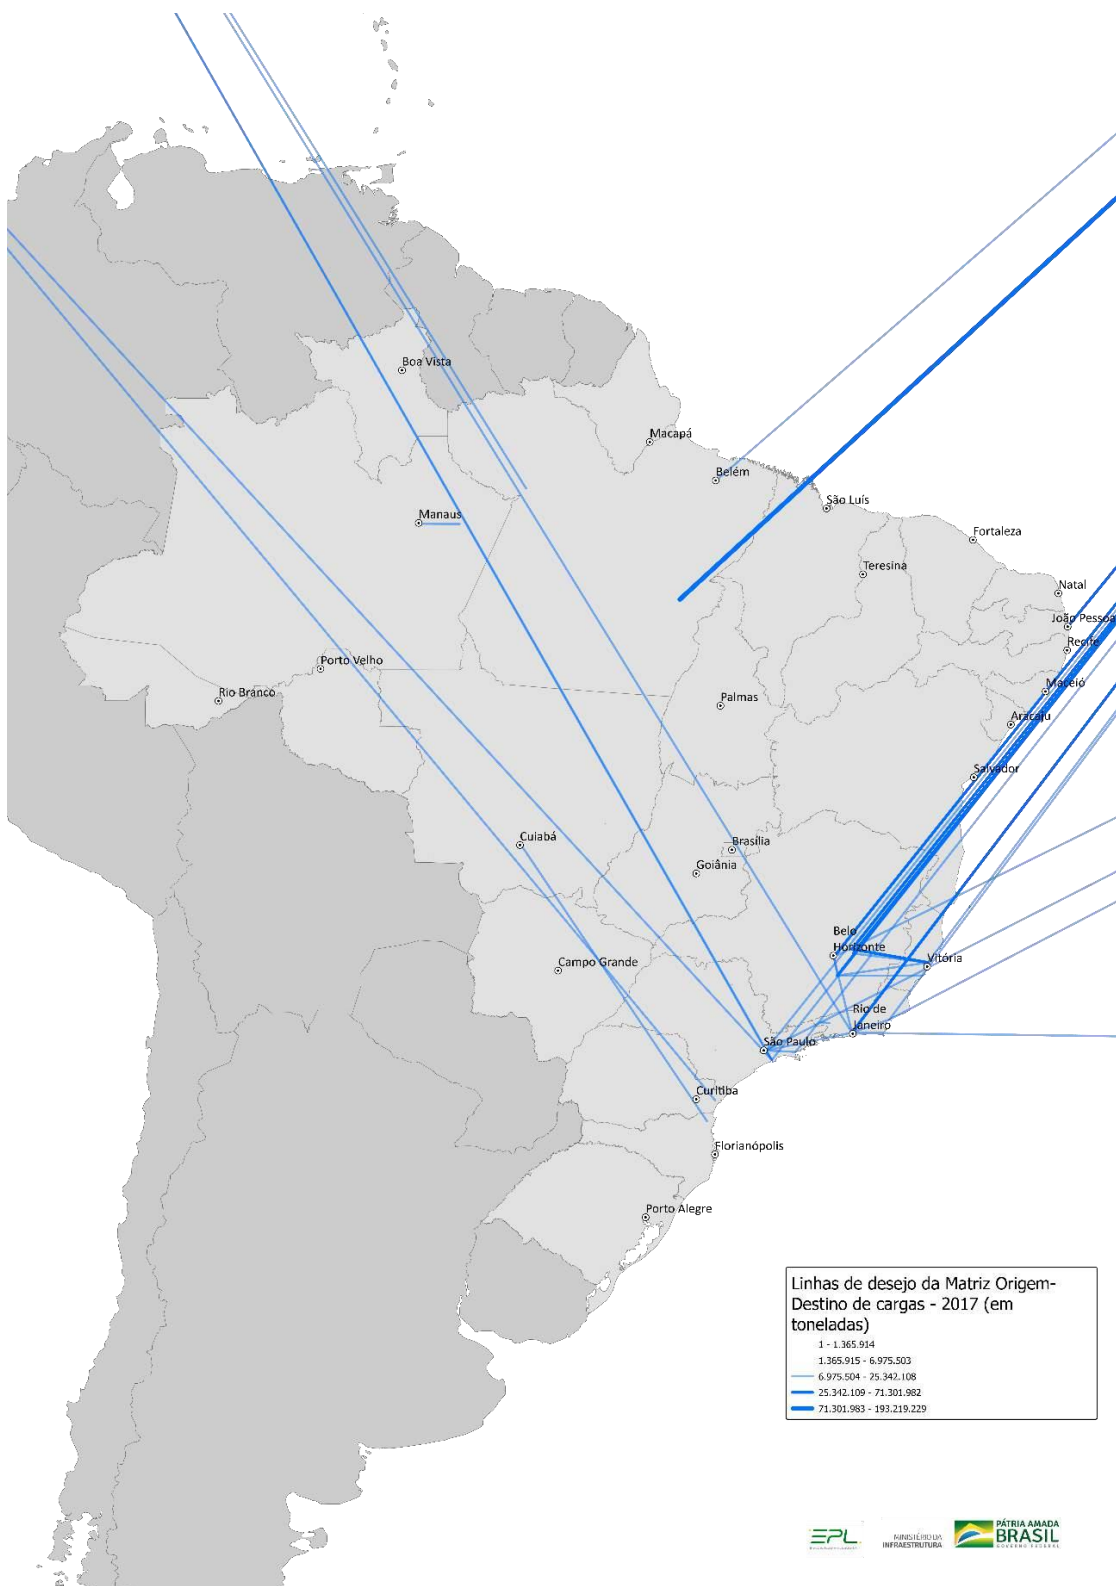 Boa Vista
Macapá
Belém
São Luís
Manaus
Fortaleza
Teresina
Natal
João Pessoa
Recife
Porto Velho
Maceió
Rio Branco
Palmas
Aracaju
Salvador
Cuiabá
Brasília
Goiânia
Belo
Horizonte
Vitória
Campo Grande
Rio de
Janeiro
São Paulo
Curitiba
Florianópolis
Porto Alegre
Linhas de desejo da Matriz Origem-
Destino de cargas - 2017 (em
toneladas)
1 - 1.365.914
1.365.915 - 6.975.503
6.975.504 - 25.342.108
25.342.109 - 71.301.982
71.301.983 - 193.219.229
EPL
MINISTÉRIO DA
INFRAESTRUTURA
PÁTRIA AMADA
BRASIL
GOVERNO FEDERAL